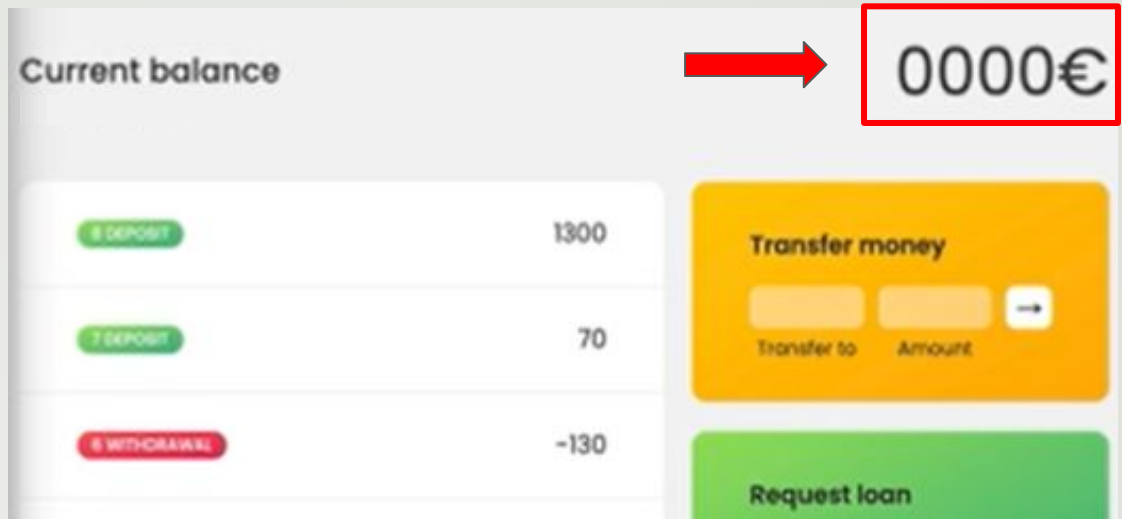 Current balance 0000€
8 DEPOSIT 1300
7 DEPOSIT 70
6 WITHDRAWAL -130
Transfer money
→
Transfer to Amount
Request loan